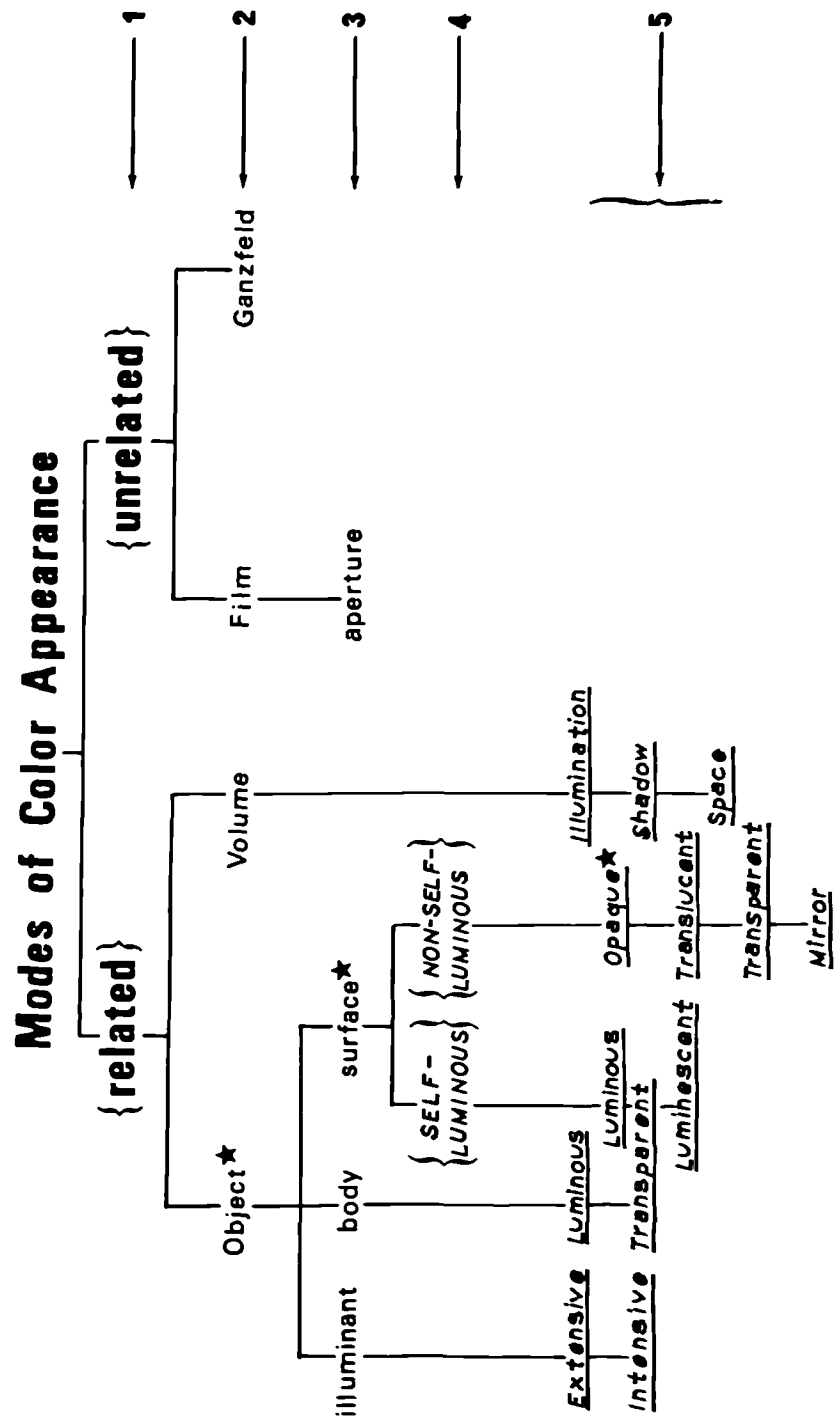 Modes of Color Appearance
{related} {unrelated} 1
Object★ Volume Film Ganzfeld 2
illuminant body surface★ aperture 3
{SELF-LUMINOUS} {NON-SELF-LUMINOUS} 4
Extensive Luminous Luminous Opaque★ Illumination 5
Intensive Transparent Luminescent Translucent Shadow
Transparent Space
Mirror